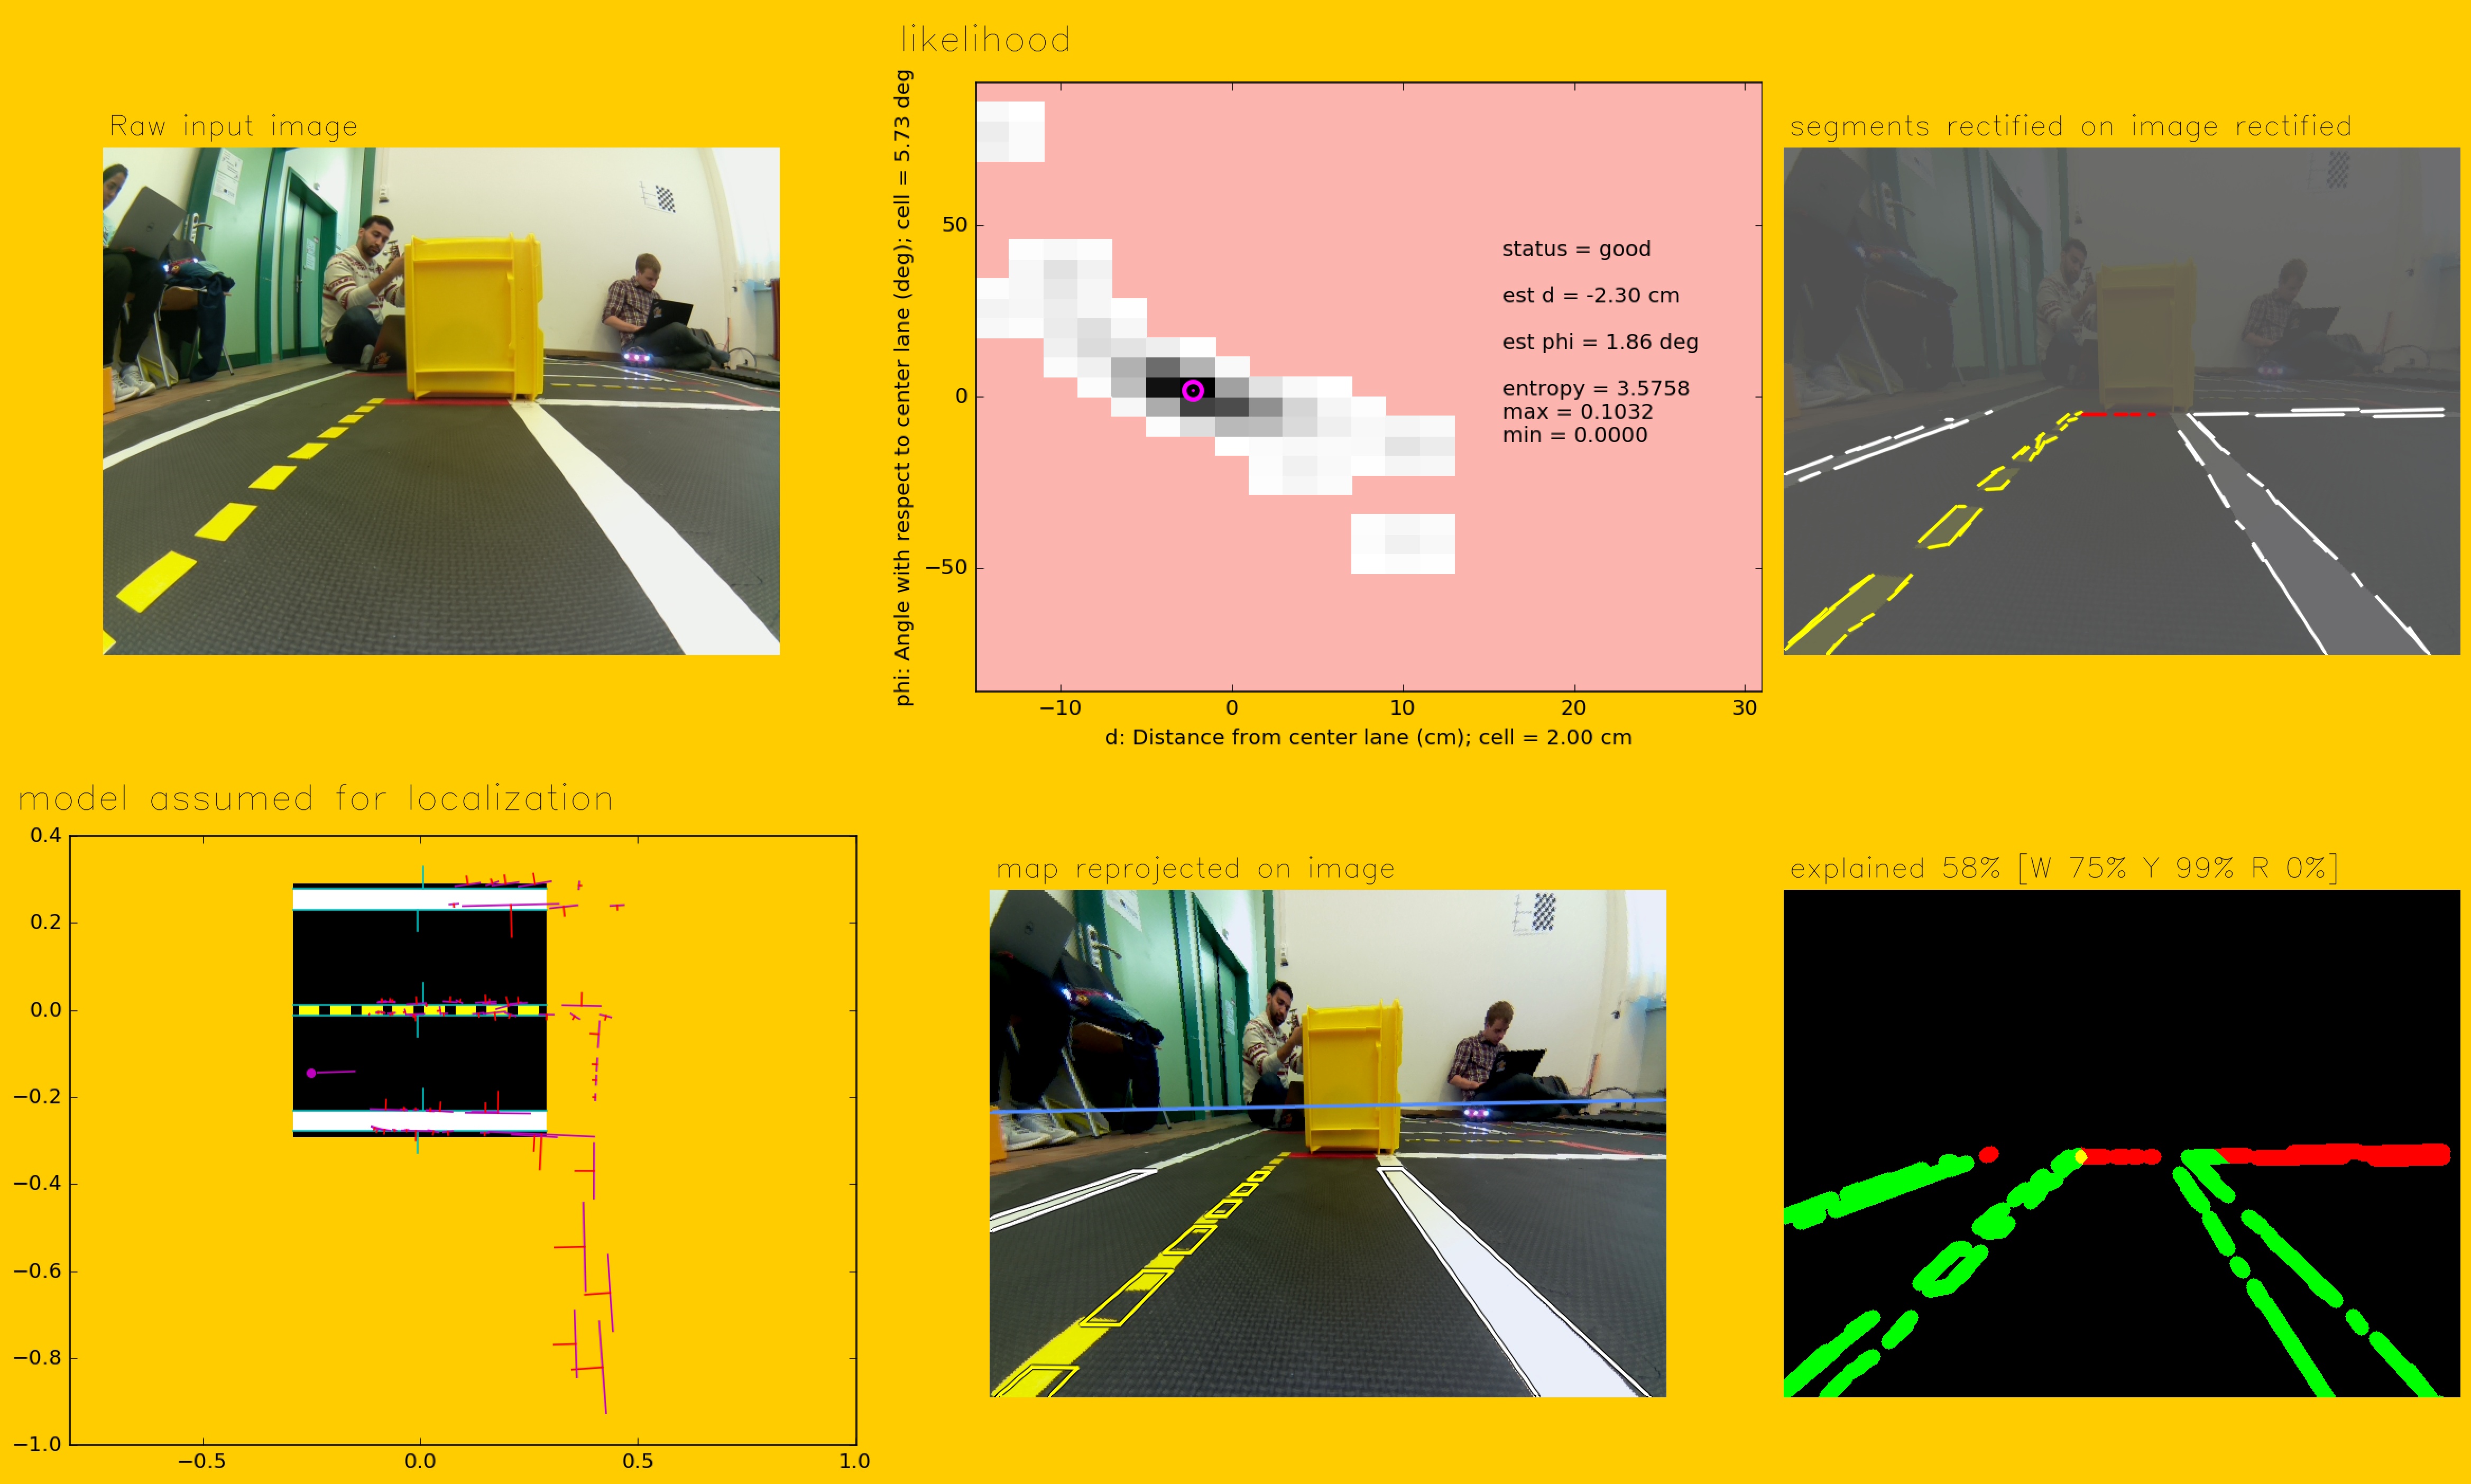 likelihood
Raw input image
segments rectified on image rectified
phi: Angle with respect to center lane (deg); cell = 5.73 deg
50
0
−50
status = good
est d = -2.30 cm
est phi = 1.86 deg
entropy = 3.5758
max = 0.1032
min = 0.0000
−10 0 10 20 30
d: Distance from center lane (cm); cell = 2.00 cm
model assumed for localization
0.4
0.2
0.0
−0.2
−0.4
−0.6
−0.8
−1.0
−0.5 0.0 0.5 1.0
map reprojected on image
explained 58% [W 75% Y 99% R 0%]